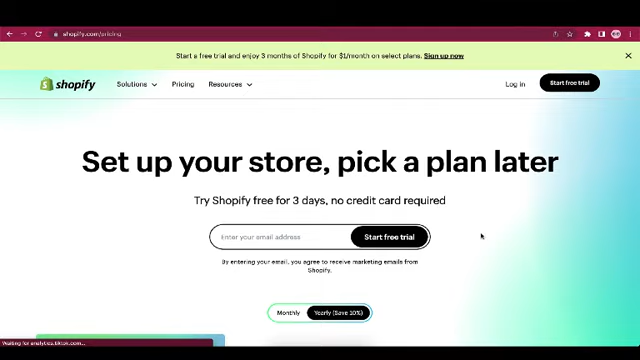 shopify.com/pricing
Start a free trial and enjoy 3 months of Shopify for $1/month on select plans. Sign up now
shopify
Solutions
Pricing
Resources
Log in
Start free trial
Set up your store, pick a plan later
Try Shopify free for 3 days, no credit card required
Enter your email address
Start free trial
By entering your email, you agree to receive marketing emails from
Shopify.
Monthly
Yearly (Save 10%)
Waiting for analytics.tiktok.com...